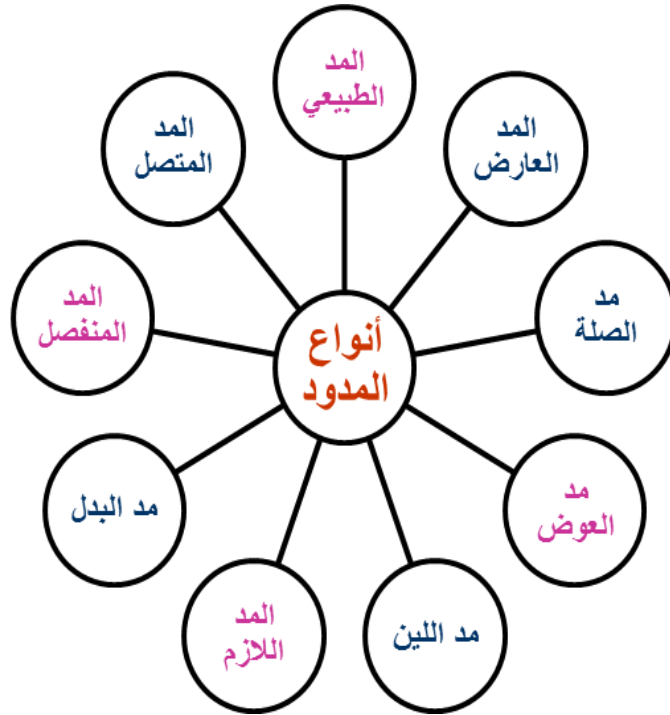 أنواع
المدود
المد
الطبيعي
المد
العارض
مد
الصلة
مد
العوض
مد اللين
المد
اللازم
مد البدل
المد
المنفصل
المد
المتصل